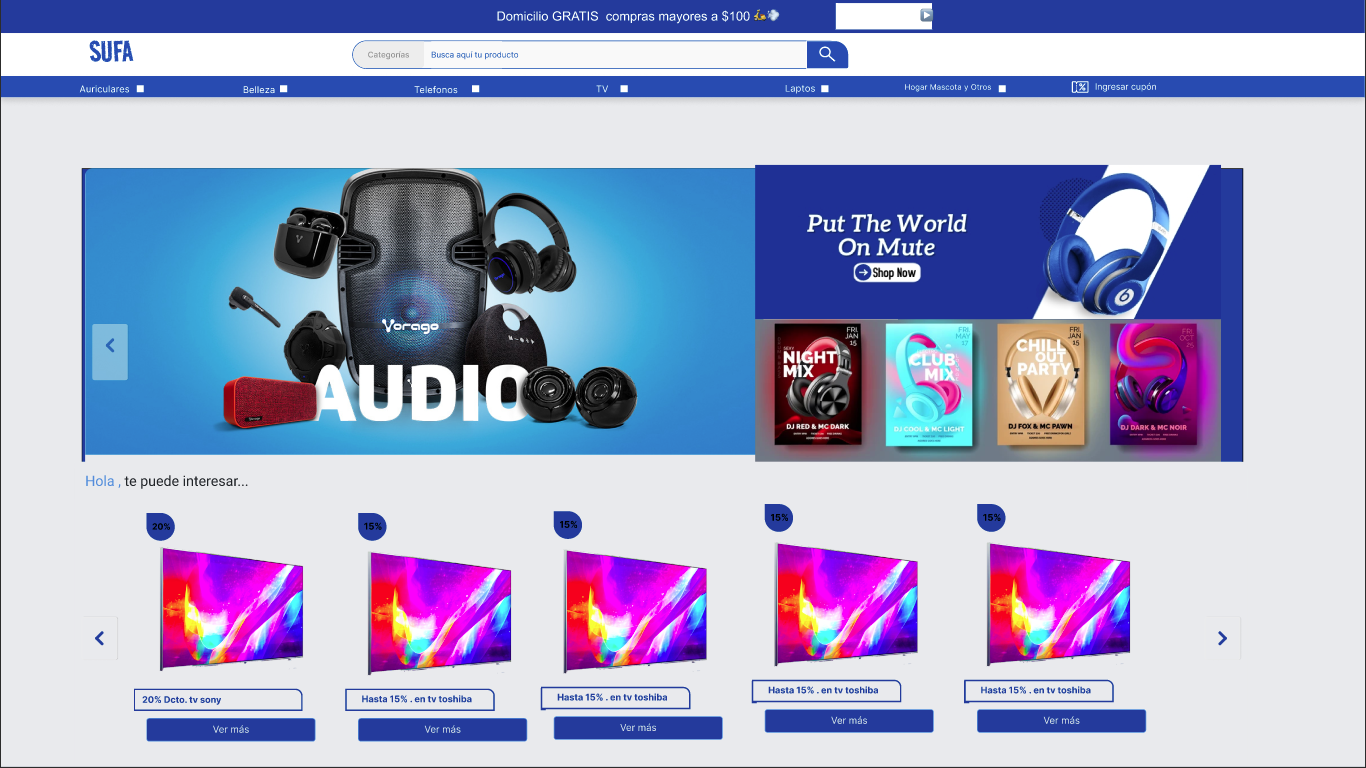 Domicilio GRATIS compras mayores a $100
SUFA
Categorías
Busca aquí tu producto
Auriculares
Belleza
Telefonos
TV
Laptos
Hogar Mascota y Otros
Ingresar cupón
Vorago
AUDIO
Put The World
On Mute
Shop Now
FRI.
JAN
15
SEXY
NIGHT
MIX
DJ RED & MC DARK
FRI.
MAY
17
CLUB
MIX
DJ COOL & MC LIGHT
FRI.
JAN
15
CHILL
OUT
PARTY
DJ FOX & MC PAWN
FRI.
OCT
25
DJ DARK & MC NOIR
Hola , te puede interesar...
20%
15%
15%
15%
15%
20% Dcto. tv sony
Hasta 15% . en tv toshiba
Hasta 15% . en tv toshiba
Hasta 15% . en tv toshiba
Hasta 15% . en tv toshiba
Ver más
Ver más
Ver más
Ver más
Ver más